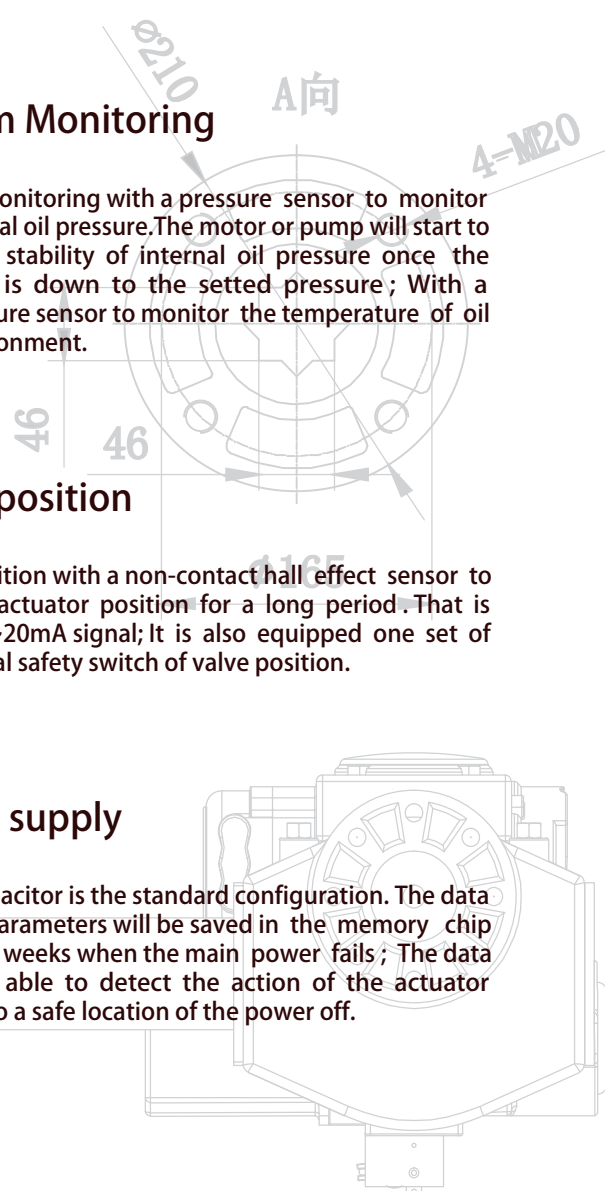 ø210
A向
4-M20
Monitoring
onitoring with a pressure sensor to monitor
al oil pressure.The motor or pump will start to
stability of internal oil pressure once the
is down to the setted pressure ; With a
ure sensor to monitor the temperature of oil
onment.
46
46
position
ition with a non-contact hall effect sensor to
ø165
actuator position for a long period . That is
20mA signal; It is also equipped one set of
al safety switch of valve position.
supply
acitor is the standard configuration. The data
arameters will be saved in the memory chip
weeks when the main power fails ; The data
able to detect the action of the actuator
o a safe location of the power off.